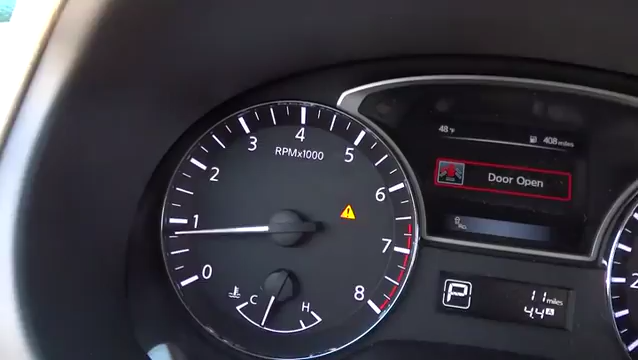 48°F 408 miles
Door Open
0 1 2 3 4 5 6 7 8
RPMx1000
C H
P 11 miles
4.4 A
2